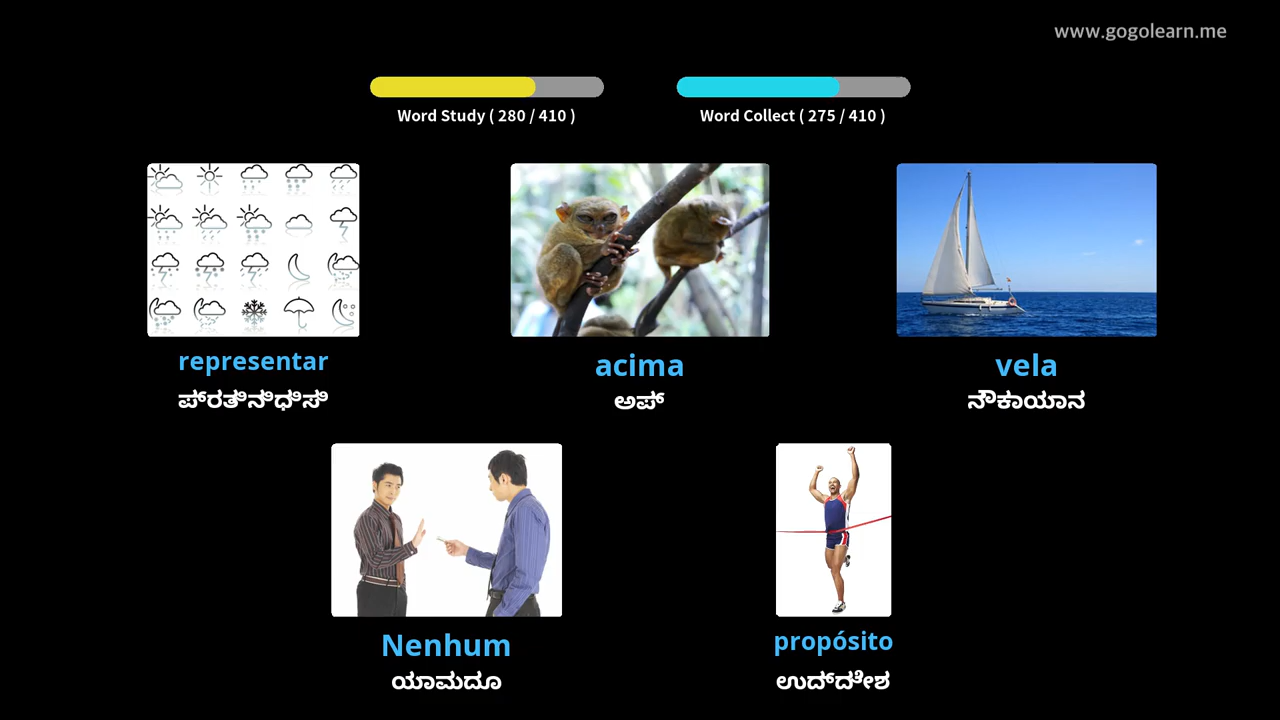 www.gogolearn.me
Word Study ( 280 / 410 )
Word Collect ( 275 / 410 )
representar
ಪ್ರತಿನಿಧಿಸಿ
acima
ಅಪ್
vela
ನೌಕಾಯಾನ
Nenhum
ಯಾಮದೂ
propósito
ಉದ್ದೇಶ